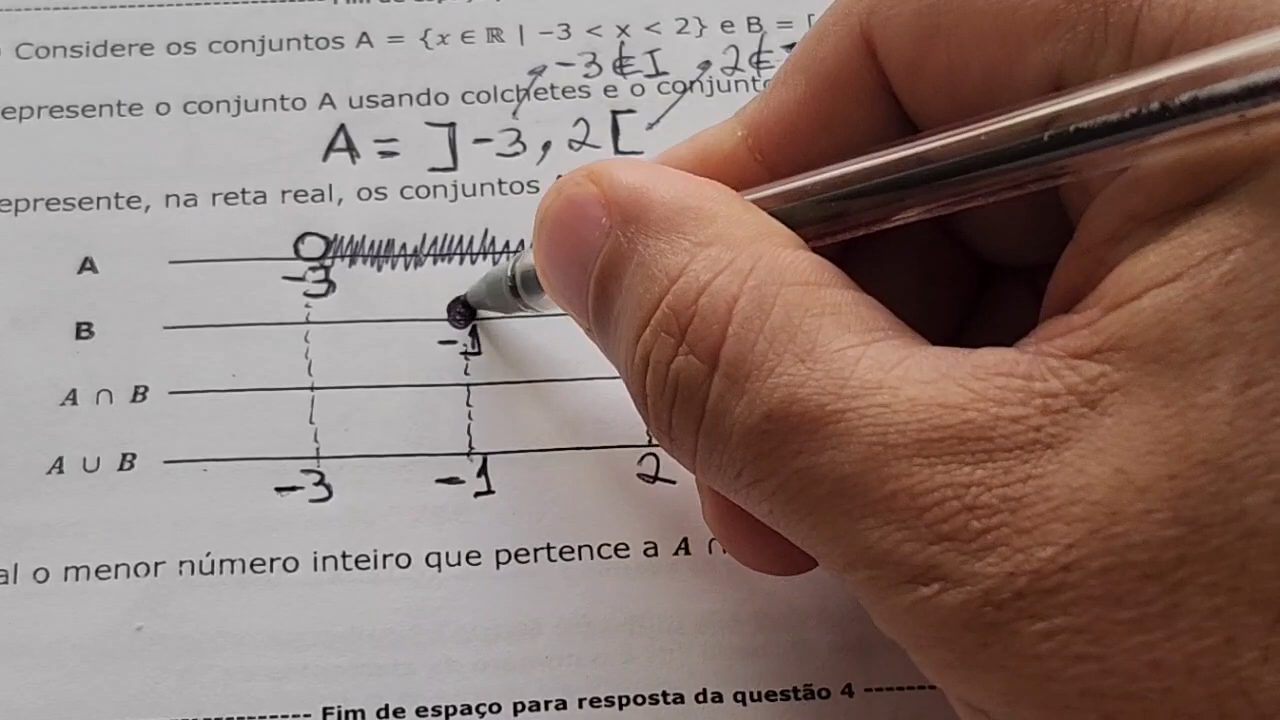 Considere os conjuntos A = {x ∈ ℝ | −3 < x < 2} e B =
-3 ∉ I , 2 ∉
epresente o conjunto A usando colchetes e o
A = ]-3, 2[
epresente, na reta real, os conjuntos
A
-3
B
-1
A ∩ B
A ∪ B
-3 -1 2
al o menor número inteiro que pertence a A ∩
Fim de espaço para resposta da questão 4